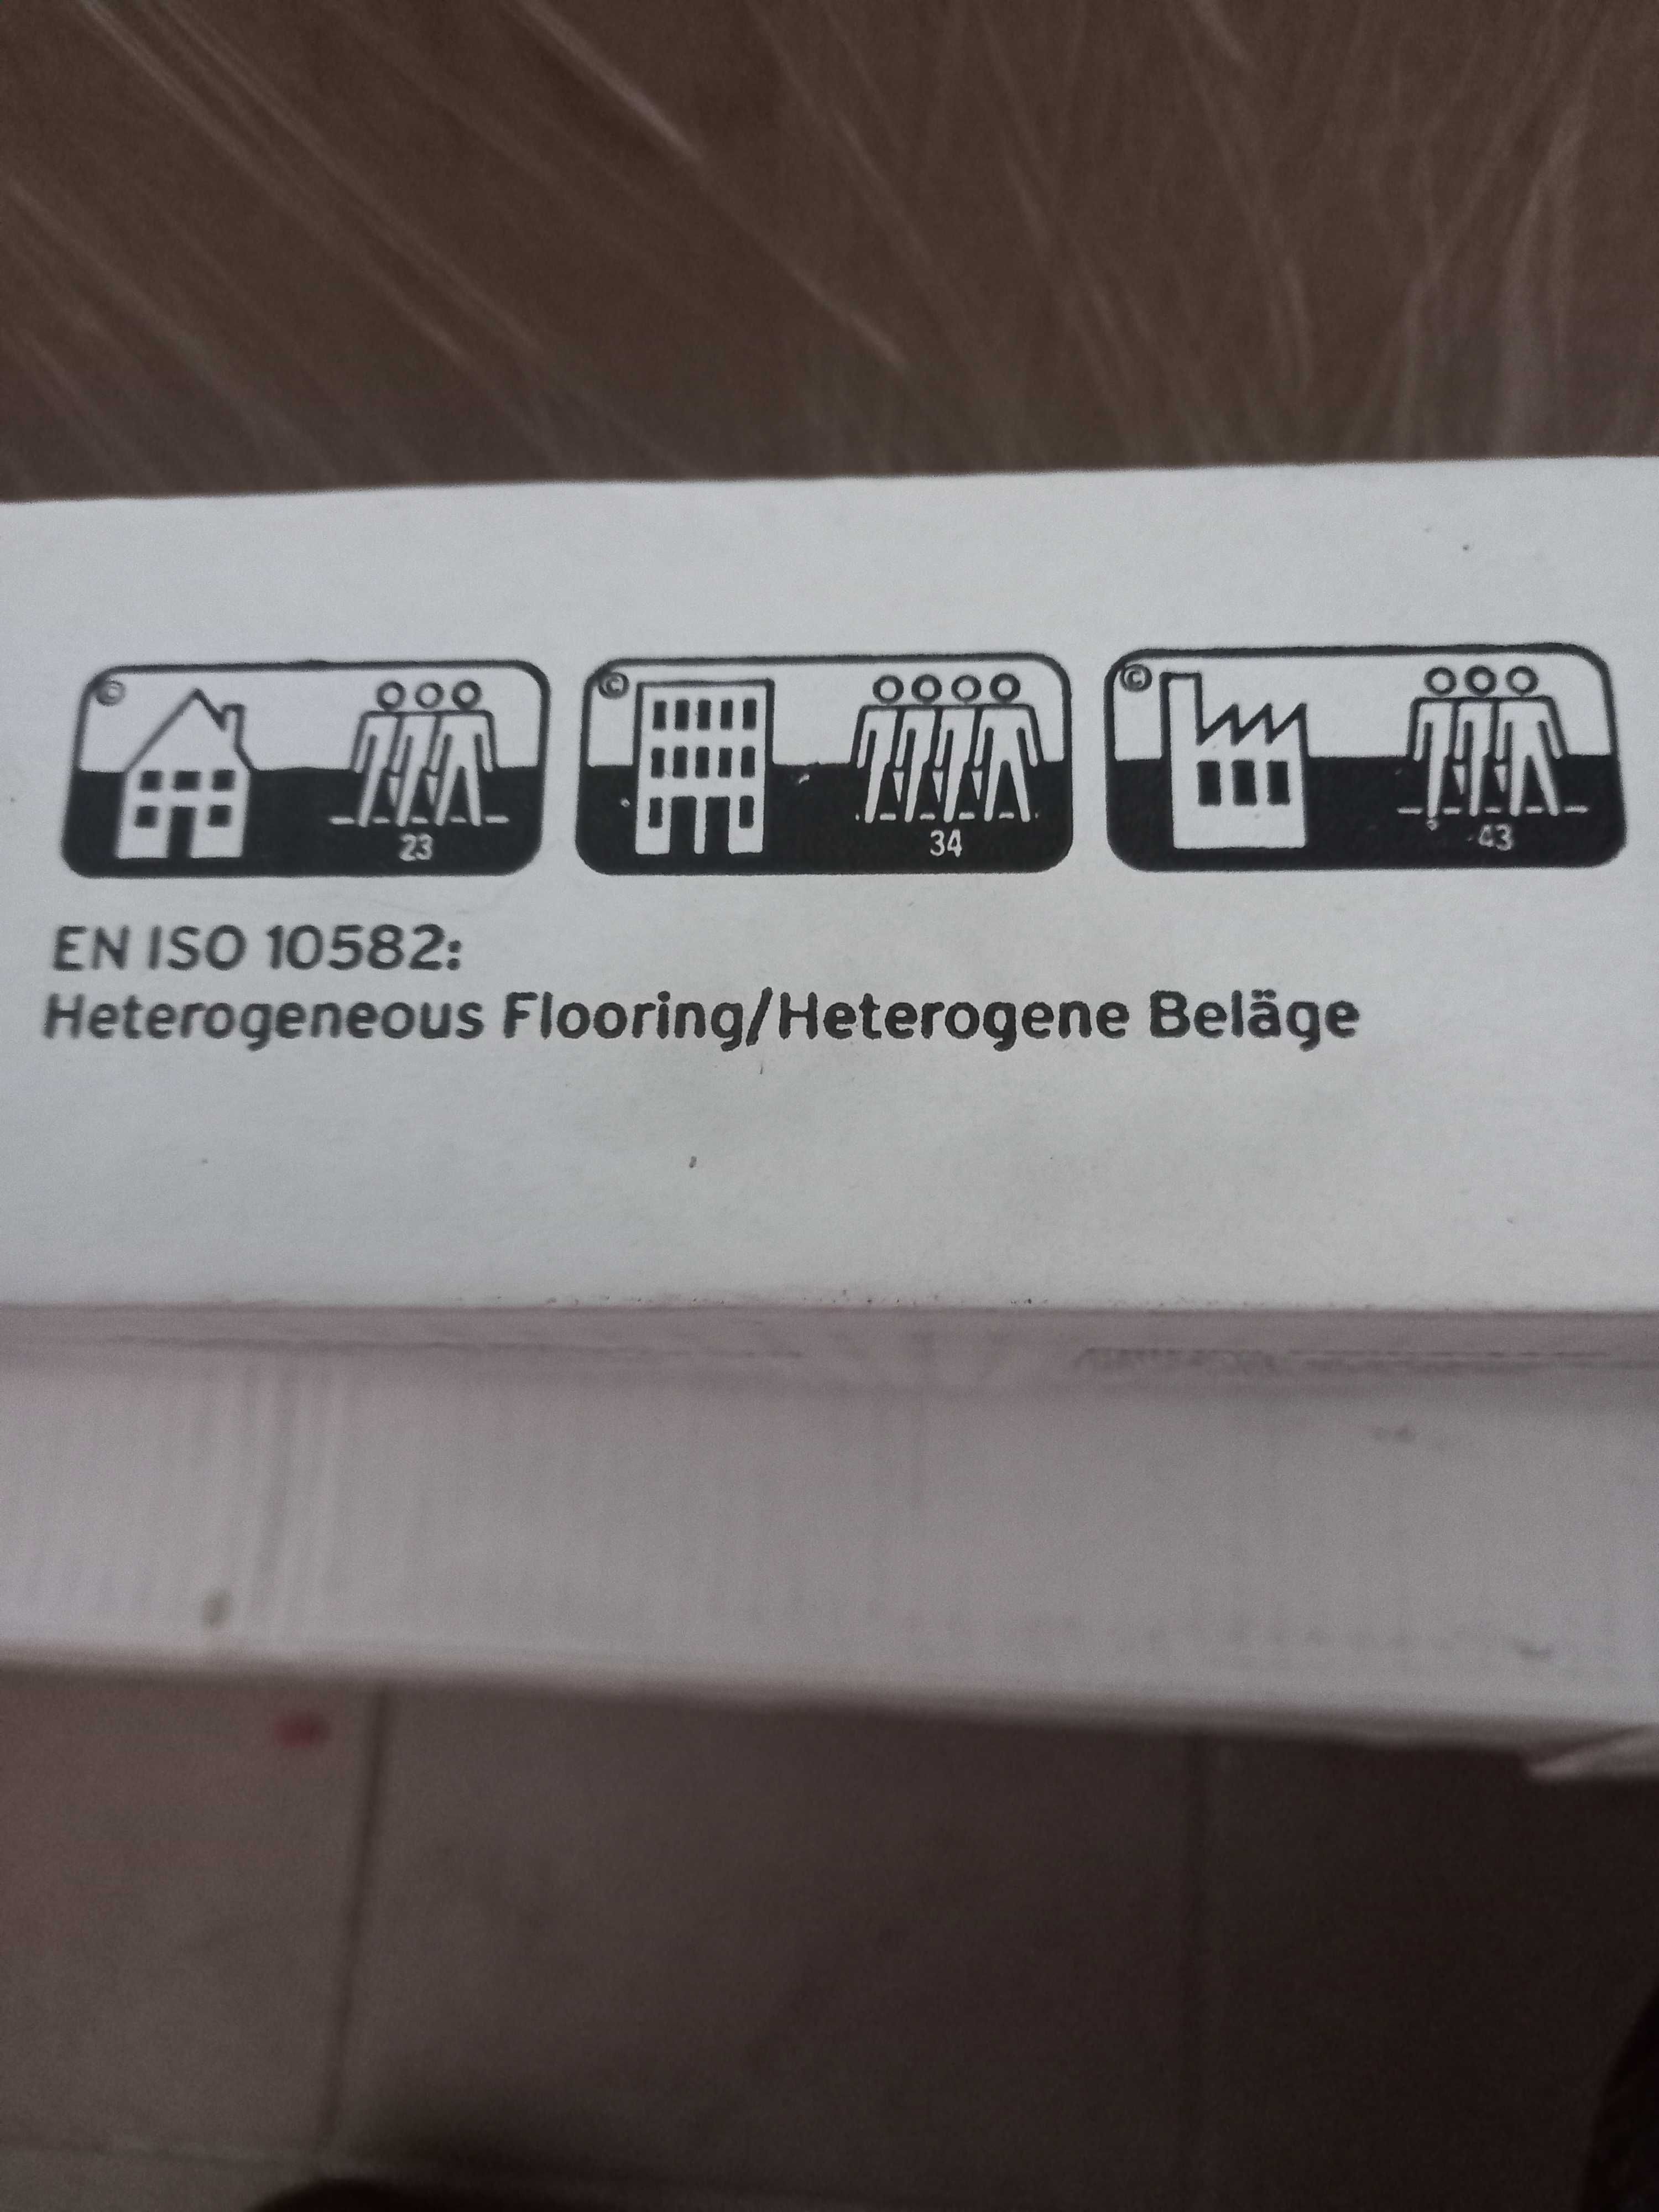 © © ©
23 34 43
EN ISO 10582:
Heterogeneous Flooring/Heterogene Beläge